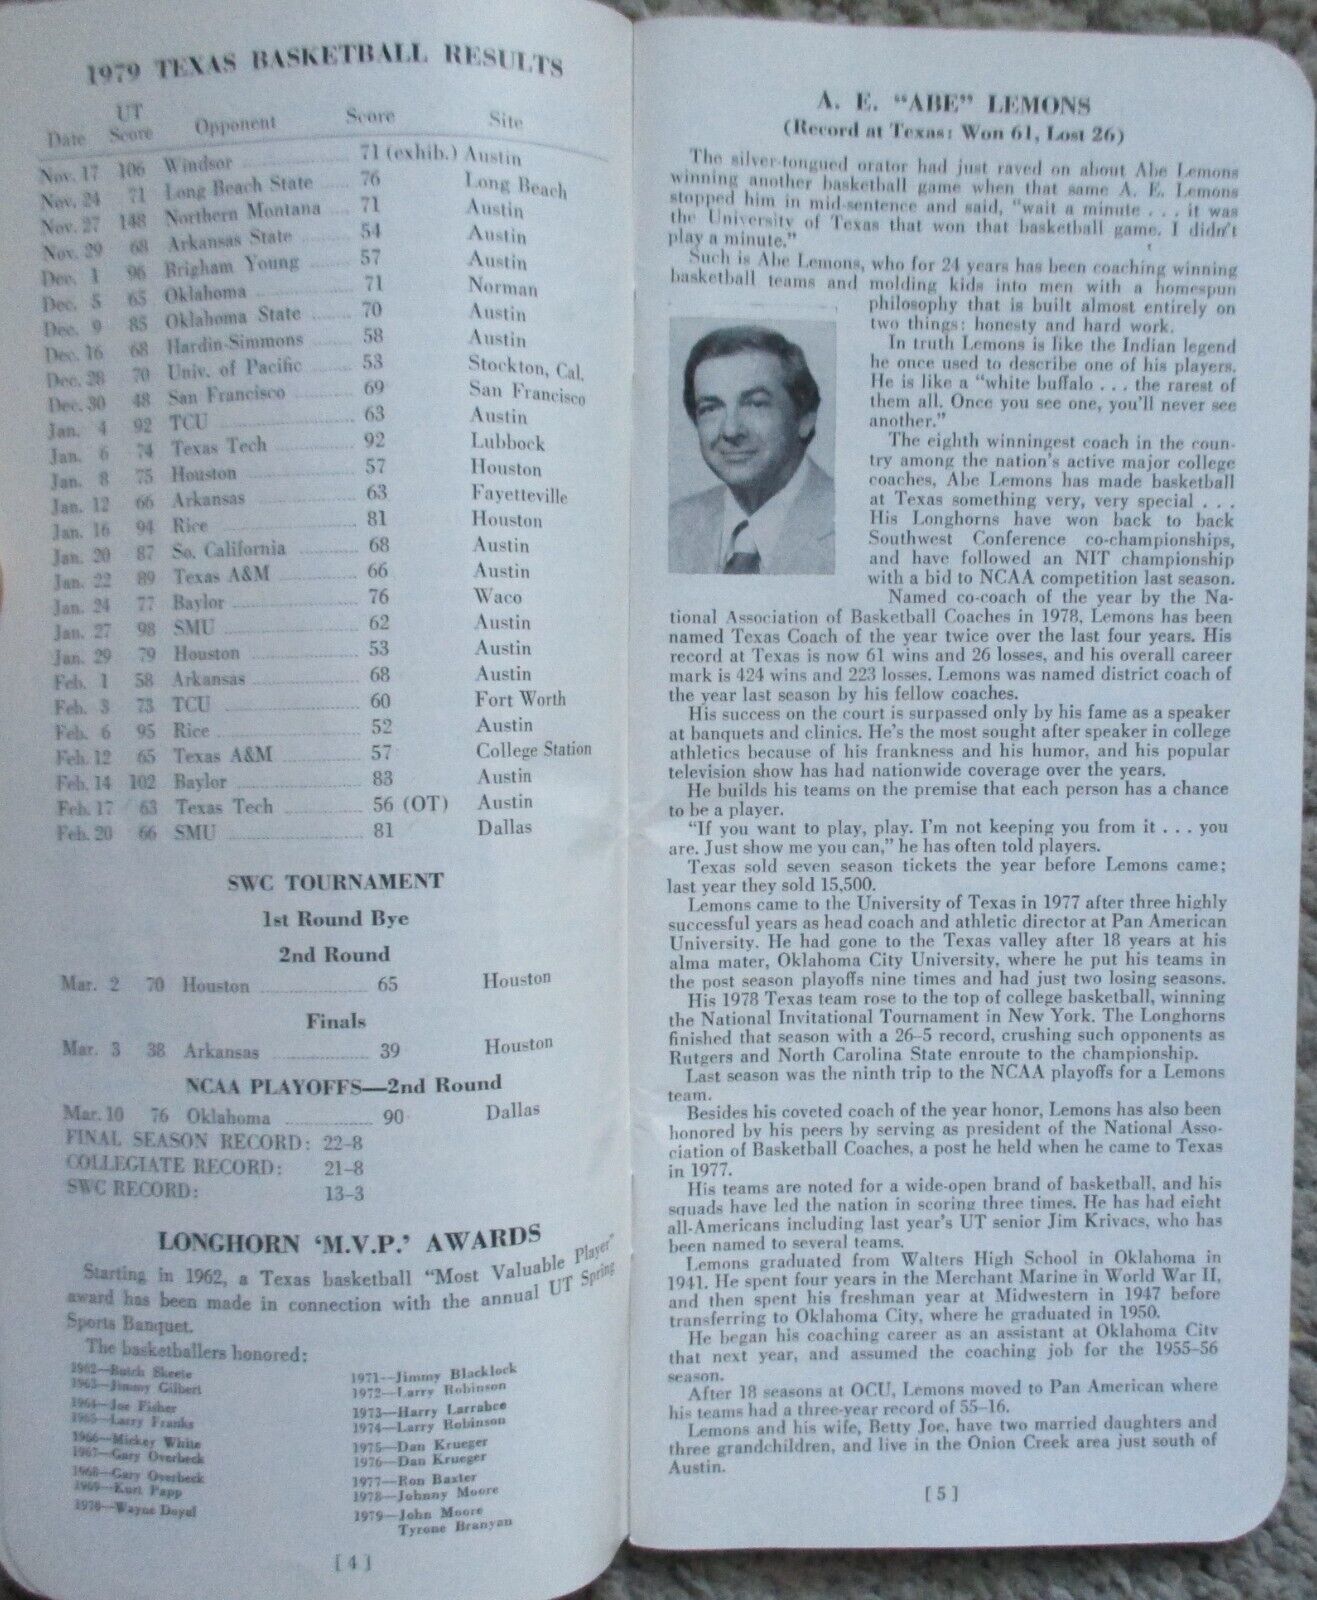 1979 TEXAS BASKETBALL RESULTS
Date UT Score Opponent Score Site
Nov. 17 106 Windsor 71 (exhib.) Austin
Nov. 24 71 Long Beach State 76 Long Beach
Nov. 27 148 Northern Montana 71 Austin
Nov. 29 68 Arkansas State 54 Austin
Dec. 1 96 Brigham Young 57 Austin
Dec. 5 65 Oklahoma 71 Norman
Dec. 9 85 Oklahoma State 70 Austin
Dec. 16 68 Hardin-Simmons 58 Austin
Dec. 28 70 Univ. of Pacific 53 Stockton, Cal.
Dec. 30 48 San Francisco 69 San Francisco
Jan. 4 92 TCU 63 Austin
Jan. 6 74 Texas Tech 92 Lubbock
Jan. 8 75 Houston 57 Houston
Jan. 12 66 Arkansas 63 Fayetteville
Jan. 16 94 Rice 81 Houston
Jan. 20 87 So. California 68 Austin
Jan. 22 89 Texas A&M 66 Austin
Jan. 24 77 Baylor 76 Waco
Jan. 27 98 SMU 62 Austin
Jan. 29 79 Houston 53 Austin
Feb. 1 58 Arkansas 68 Austin
Feb. 3 73 TCU 60 Fort Worth
Feb. 6 95 Rice 52 Austin
Feb. 12 65 Texas A&M 57 College Station
Feb. 14 102 Baylor 83 Austin
Feb. 17 63 Texas Tech 56 (OT) Austin
Feb. 20 66 SMU 81 Dallas
SWC TOURNAMENT
1st Round Bye
2nd Round
Mar. 2 70 Houston 65 Houston
Finals
Mar. 3 38 Arkansas 39 Houston
NCAA PLAYOFFS—2nd Round
Mar. 10 76 Oklahoma 90 Dallas
FINAL SEASON RECORD: 22–8
COLLEGIATE RECORD: 21–8
SWC RECORD: 13–3
LONGHORN 'M.V.P.' AWARDS
Starting in 1962, a Texas basketball "Most Valuable Player"
award has been made in connection with the annual UT Spring
Sports Banquet.
The basketballers honored:
1962—Butch Skeete
1963—Jimmy Gilbert
1964—Joe Fisher
1965—Larry Franks
1966—Mickey White
1967—Gary Overbeck
1968—Gary Overbeck
1969—Kurt Papp
1970—Wayne Doyal
1971—Jimmy Blacklock
1972—Larry Robinson
1973—Harry Larrabee
1974—Larry Robinson
1975—Dan Krueger
1976—Dan Krueger
1977—Ron Baxter
1978—Johnny Moore
1979—John Moore
Tyrone Branyan
[ 4 ]
A. E. "ABE" LEMONS
(Record at Texas: Won 61, Lost 26)
The silver-tongued orator had just raved on about Abe Lemons
winning another basketball game when that same A. E. Lemons
stopped him in mid-sentence and said, "wait a minute . . . it was
the University of Texas that won that basketball game. I didn't
play a minute."
Such is Abe Lemons, who for 24 years has been coaching winning
basketball teams and molding kids into men with a homespun
philosophy that is built almost entirely on
two things: honesty and hard work.
In truth Lemons is like the Indian legend
he once used to describe one of his players.
He is like a "white buffalo . . . the rarest of
them all. Once you see one, you'll never see
another."
The eighth winningest coach in the coun-
try among the nation's active major college
coaches, Abe Lemons has made basketball
at Texas something very, very special . . .
His Longhorns have won back to back
Southwest Conference co-championships,
and have followed an NIT championship
with a bid to NCAA competition last season.
Named co-coach of the year by the Na-
tional Association of Basketball Coaches in 1978, Lemons has been
named Texas Coach of the year twice over the last four years. His
record at Texas is now 61 wins and 26 losses, and his overall career
mark is 424 wins and 223 losses. Lemons was named district coach of
the year last season by his fellow coaches.
His success on the court is surpassed only by his fame as a speaker
at banquets and clinics. He's the most sought after speaker in college
athletics because of his frankness and his humor, and his popular
television show has had nationwide coverage over the years.
He builds his teams on the premise that each person has a chance
to be a player.
"If you want to play, play. I'm not keeping you from it . . . you
are. Just show me you can," he has often told players.
Texas sold seven season tickets the year before Lemons came;
last year they sold 15,500.
Lemons came to the University of Texas in 1977 after three highly
successful years as head coach and athletic director at Pan American
University. He had gone to the Texas valley after 18 years at his
alma mater, Oklahoma City University, where he put his teams in
the post season playoffs nine times and had just two losing seasons.
His 1978 Texas team rose to the top of college basketball, winning
the National Invitational Tournament in New York. The Longhorns
finished that season with a 26–5 record, crushing such opponents as
Rutgers and North Carolina State enroute to the championship.
Last season was the ninth trip to the NCAA playoffs for a Lemons
team.
Besides his coveted coach of the year honor, Lemons has also been
honored by his peers by serving as president of the National Asso-
ciation of Basketball Coaches, a post he held when he came to Texas
in 1977.
His teams are noted for a wide-open brand of basketball, and his
squads have led the nation in scoring three times. He has had eight
all-Americans including last year's UT senior Jim Krivacs, who has
been named to several teams.
Lemons graduated from Walters High School in Oklahoma in
1941. He spent four years in the Merchant Marine in World War II,
and then spent his freshman year at Midwestern in 1947 before
transferring to Oklahoma City, where he graduated in 1950.
He began his coaching career as an assistant at Oklahoma City
that next year, and assumed the coaching job for the 1955–56
season.
After 18 seasons at OCU, Lemons moved to Pan American where
his teams had a three-year record of 55–16.
Lemons and his wife, Betty Joe, have two married daughters and
three grandchildren, and live in the Onion Creek area just south of
Austin.
[ 5 ]